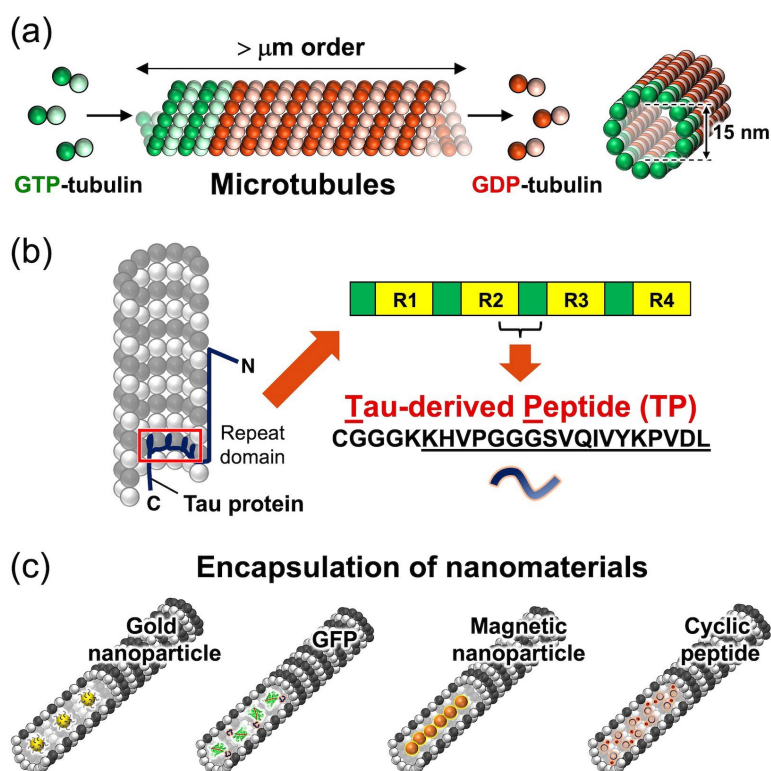 (a)
> μm order
GTP-tubulin
Microtubules
GDP-tubulin
15 nm
(b)
N
Repeat
domain
C
Tau protein
R1 R2 R3 R4
Tau-derived Peptide (TP)
CGGGKKHVPGGGSVQIVYKPVDL
(c)
Encapsulation of nanomaterials
Gold
nanoparticle
GFP
Magnetic
nanoparticle
Cyclic
peptide